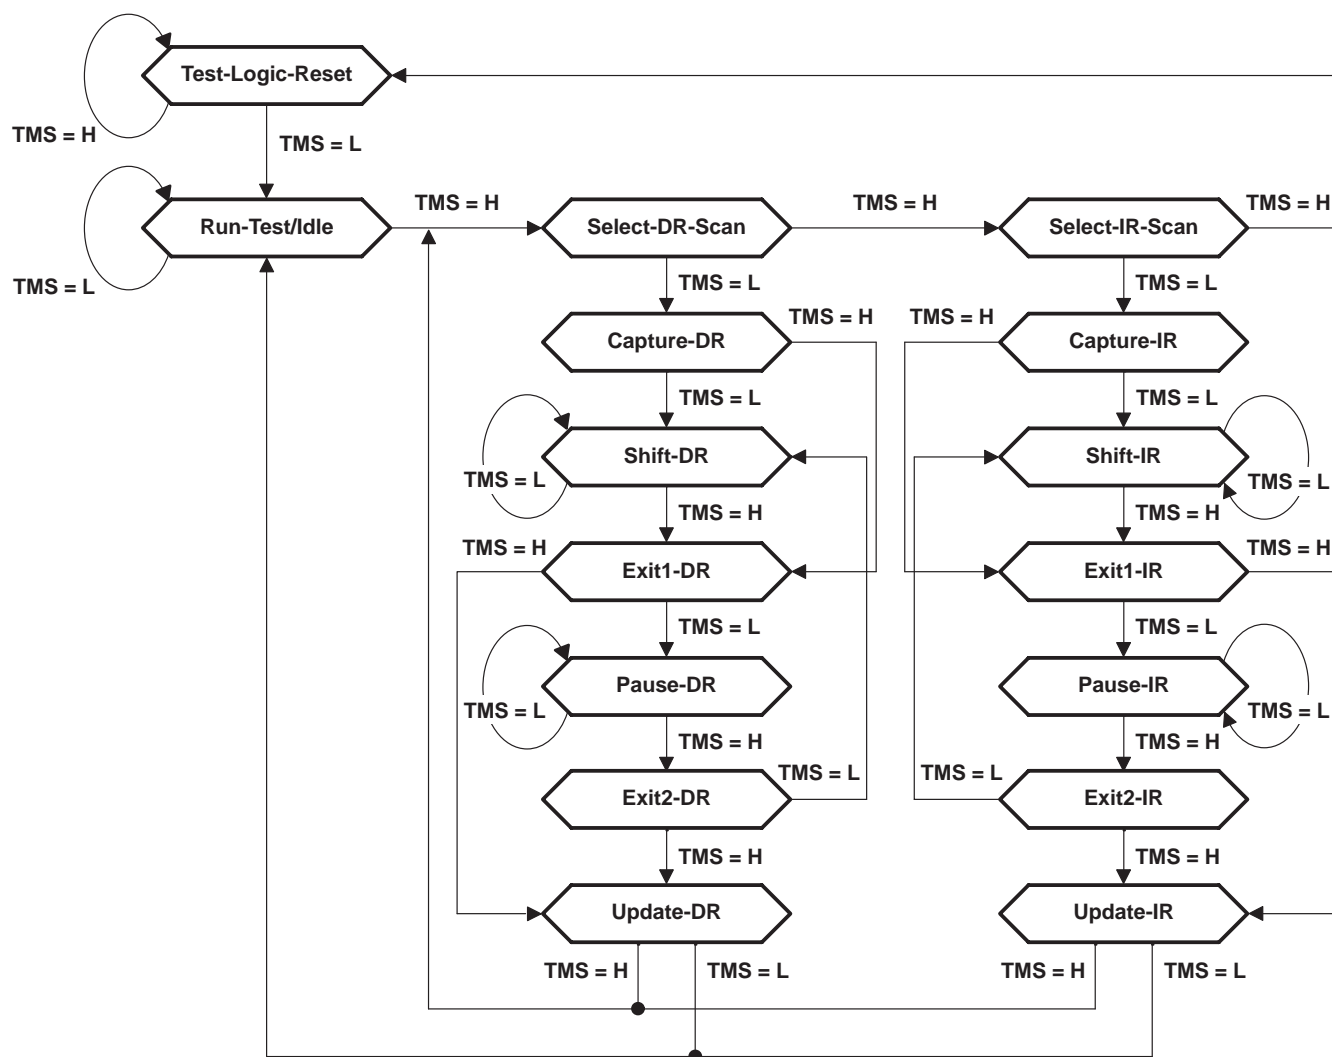 Test-Logic-Reset
TMS = H
TMS = L
Run-Test/Idle
TMS = H
Select-DR-Scan
TMS = H
Select-IR-Scan
TMS = H
TMS = L
TMS = L
TMS = L
Capture-DR
TMS = H
TMS = H
Capture-IR
TMS = L
TMS = L
Shift-DR
TMS = L
Shift-IR
TMS = L
TMS = H
TMS = H
TMS = H
Exit1-DR
Exit1-IR
TMS = H
TMS = L
TMS = L
Pause-DR
TMS = L
Pause-IR
TMS = L
TMS = H
TMS = H
Exit2-DR
TMS = L
TMS = L
Exit2-IR
TMS = H
TMS = H
Update-DR
Update-IR
TMS = H
TMS = L
TMS = H
TMS = L